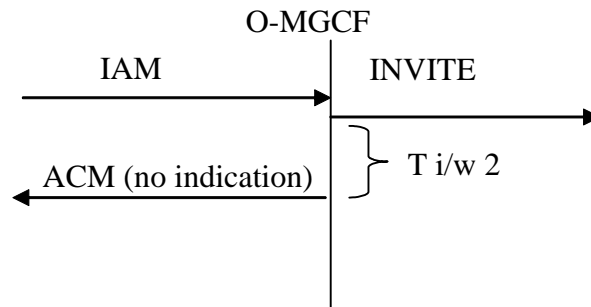 O-MGCF
IAM
INVITE
T i/w 2
ACM (no indication)